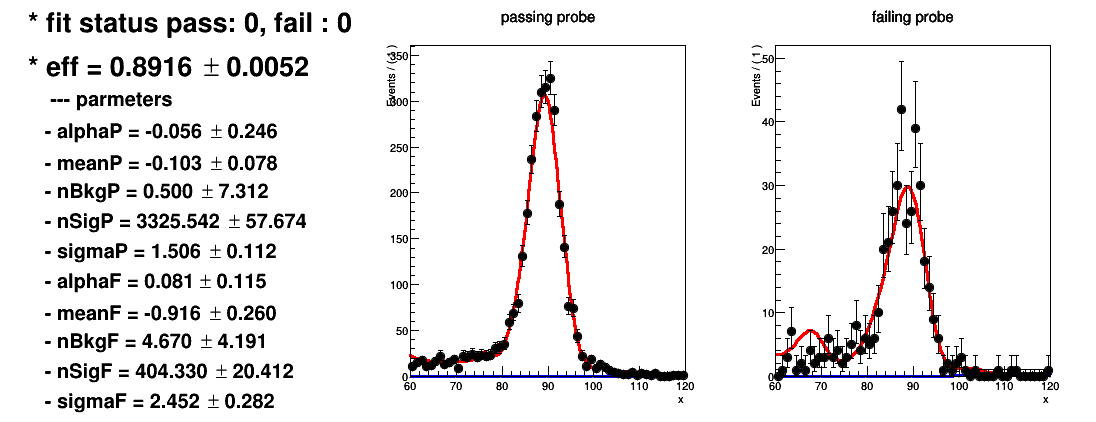 * fit status pass: 0, fail : 0
* eff = 0.8916 ± 0.0052
--- parmeters
- alphaP = -0.056 ± 0.246
- meanP = -0.103 ± 0.078
- nBkgP = 0.500 ± 7.312
- nSigP = 3325.542 ± 57.674
- sigmaP = 1.506 ± 0.112
- alphaF = 0.081 ± 0.115
- meanF = -0.916 ± 0.260
- nBkgF = 4.670 ± 4.191
- nSigF = 404.330 ± 20.412
- sigmaF = 2.452 ± 0.282
passing probe
Events / ( 1 )
350
300
250
200
150
100
50
0
60 70 80 90 100 110 120
x
failing probe
Events / ( 1 )
50
40
30
20
10
0
60 70 80 90 100 110 120
x